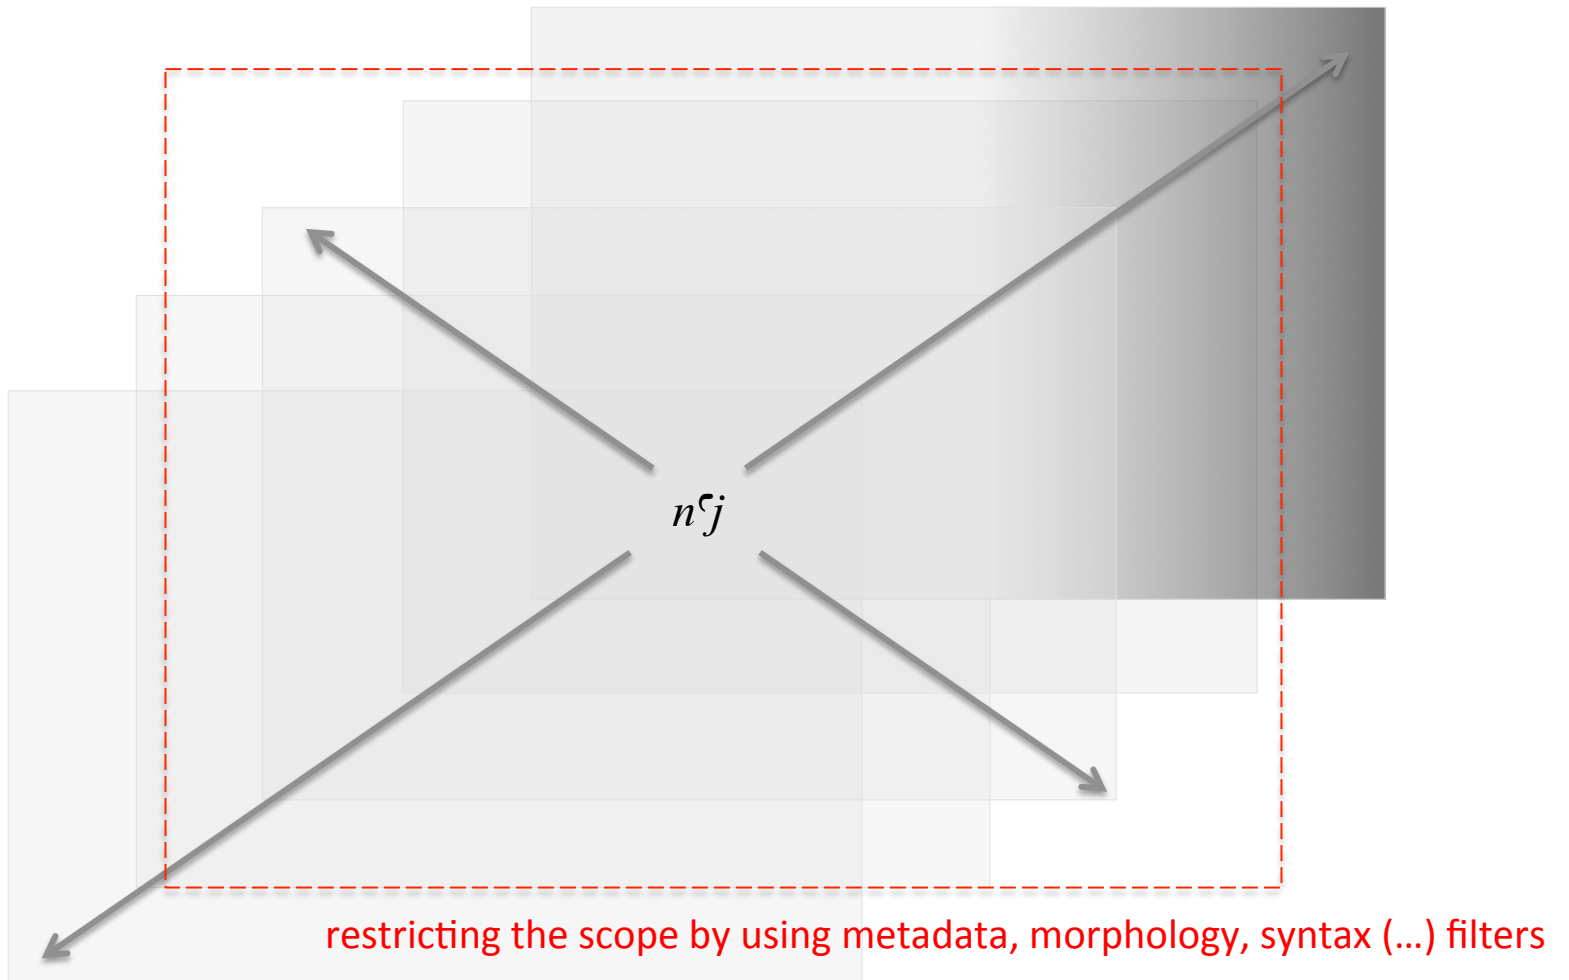 nꜥj
restricting the scope by using metadata, morphology, syntax (...) filters